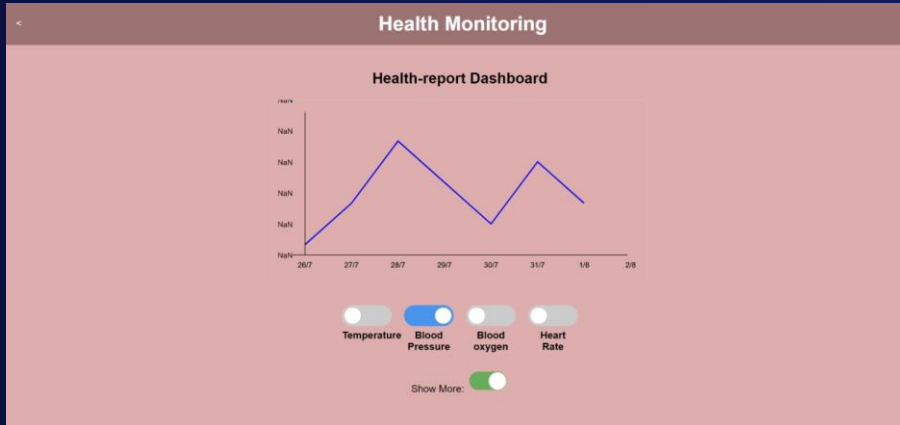 <
Health Monitoring
Health-report Dashboard
NaN
NaN
NaN
NaN
NaN
NaN
26/7 27/7 28/7 29/7 30/7 31/7 1/8 2/8
Temperature Blood Pressure Blood oxygen Heart Rate
Show More: